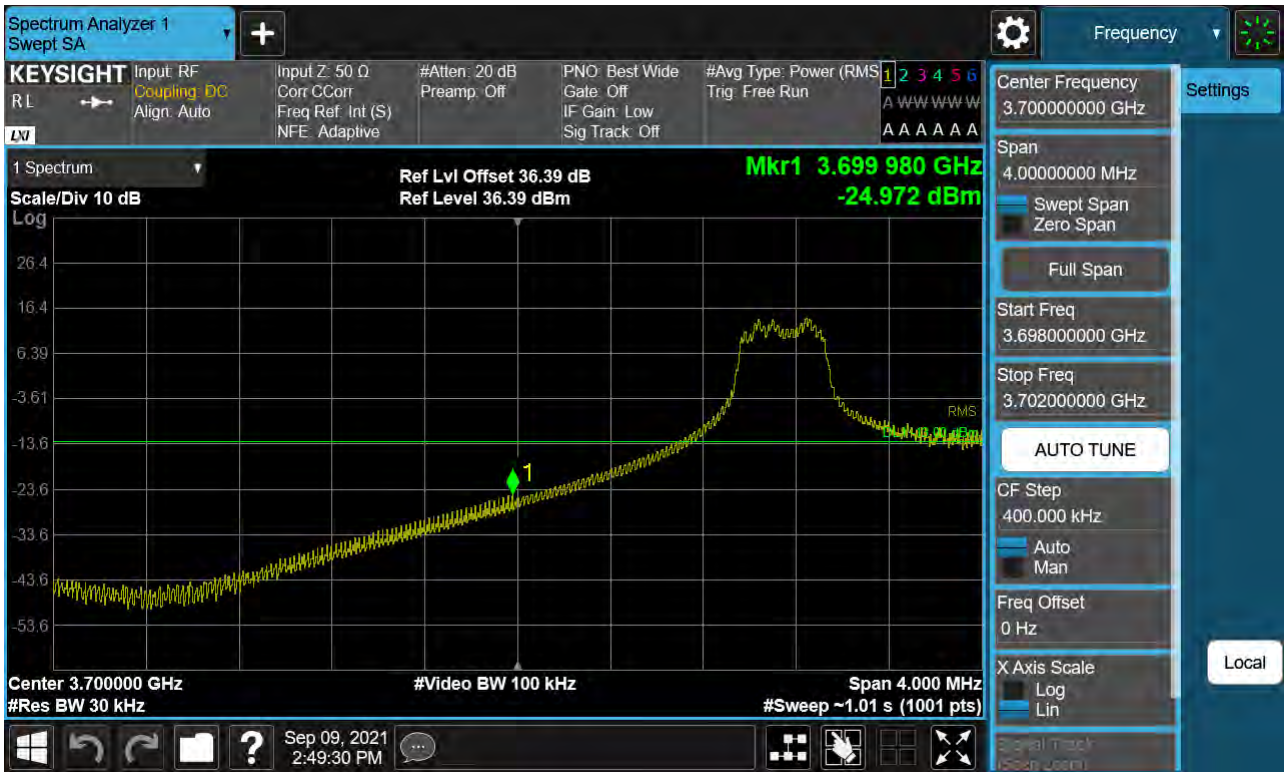 Spectrum Analyzer 1
Swept SA
+
Frequency
KEYSIGHT
RL
LXI
Input: RF
Coupling: DC
Align: Auto
Input Z: 50 Ω
Corr CCorr
Freq Ref: Int (S)
NFE: Adaptive
#Atten: 20 dB
Preamp: Off
PNO: Best Wide
Gate: Off
IF Gain: Low
Sig Track: Off
#Avg Type: Power (RMS
Trig: Free Run
1 2 3 4 5 6
A W W W W W
A A A A A A
1 Spectrum
Scale/Div 10 dB
Log
Ref Lvl Offset 36.39 dB
Ref Level 36.39 dBm
Mkr1 3.699 980 GHz
-24.972 dBm
26.4
16.4
6.39
-3.61
-13.6
-23.6
-33.6
-43.6
-53.6
1
RMS
Center 3.700000 GHz
#Res BW 30 kHz
#Video BW 100 kHz
Span 4.000 MHz
#Sweep ~1.01 s (1001 pts)
Center Frequency
3.700000000 GHz
Span
4.00000000 MHz
Swept Span
Zero Span
Full Span
Start Freq
3.698000000 GHz
Stop Freq
3.702000000 GHz
AUTO TUNE
CF Step
400.000 kHz
Auto
Man
Freq Offset
0 Hz
X Axis Scale
Log
Lin
Signal Track
(Span Zoom)
Settings
Local
?
Sep 09, 2021
2:49:30 PM